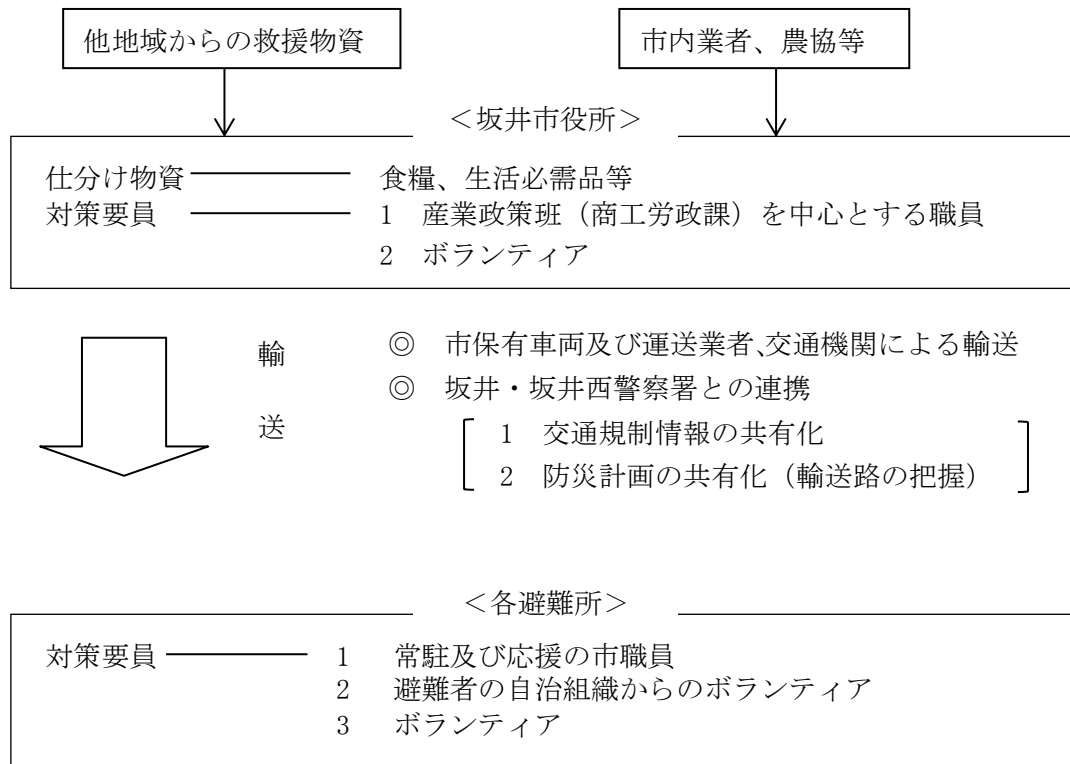 他地域からの救援物資
市内業者、農協等
＜坂井市役所＞
仕分け物資 食糧、生活必需品等
対策要員 1 産業政策班（商工労政課）を中心とする職員
2 ボランティア
輸送
◎ 市保有車両及び運送業者、交通機関による輸送
◎ 坂井・坂井西警察署との連携
1 交通規制情報の共有化
2 防災計画の共有化（輸送路の把握）
＜各避難所＞
対策要員 1 常駐及び応援の市職員
2 避難者の自治組織からのボランティア
3 ボランティア